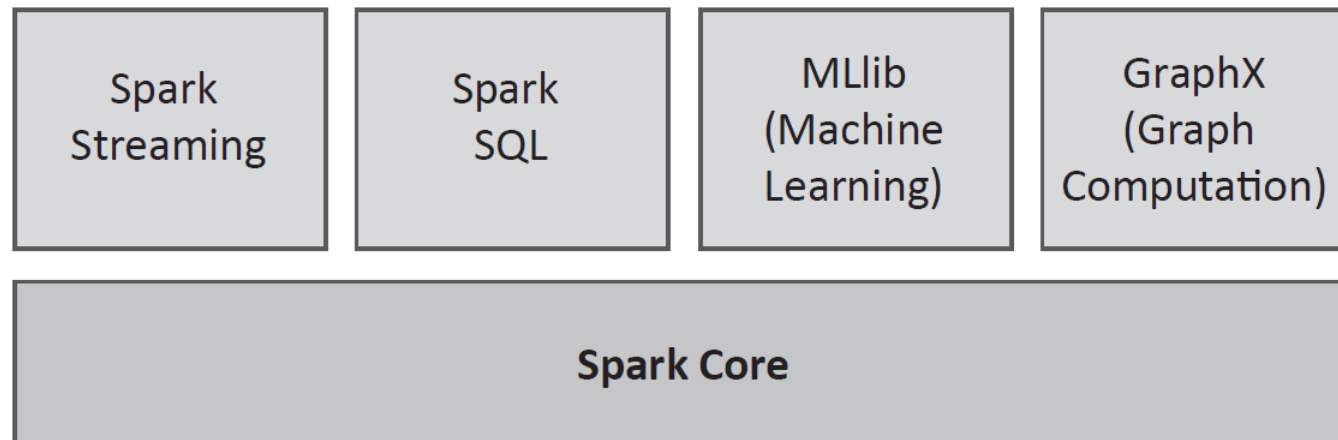 Spark
Streaming
Spark
SQL
MLlib
(Machine
Learning)
GraphX
(Graph
Computation)
Spark Core